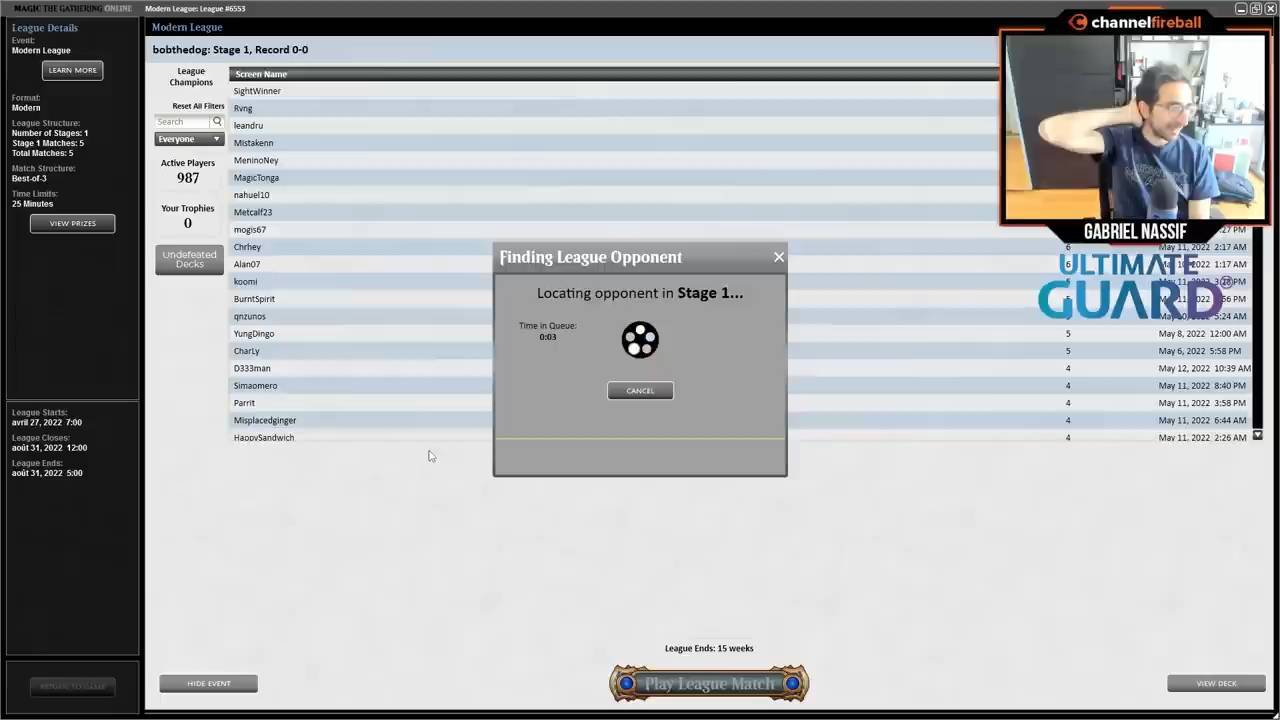 MAGIC THE GATHERING ONLINE
Modern League: League #6553
League Details
Event:
Modern League
LEARN MORE
Format:
Modern
League Structure:
Number of Stages: 1
Stage 1 Matches: 5
Total Matches: 5
Match Structure:
Best-of-3
Time Limits:
25 Minutes
VIEW PRIZES
League Starts:
avril 27, 2022 7:00
League Closes:
août 31, 2022 12:00
League Ends:
août 31, 2022 5:00
RETURN TO GAME
Modern League
bobthedog: Stage 1, Record 0-0
League
Champions
Reset All Filters
Search
Everyone
Active Players
987
Your Trophies
0
Undefeated
Decks
Screen Name
SightWinner
Rvng
leandru
Mistakenn
MeninoNey
MagicTonga
nahuel10
Metcalf23
mogis67
Chrhey 6 May 11, 2022 2:17 AM
Alan07
koomi
BurntSpirit
qnzunos
YungDingo 5 May 8, 2022 12:00 AM
CharLy 5 May 6, 2022 5:58 PM
D333man 4 May 12, 2022 10:39 AM
Simaomero 4 May 11, 2022 8:40 PM
Parrit 4 May 11, 2022 3:58 PM
Misplacedginger 4 May 11, 2022 6:44 AM
HappySandwich 4 May 11, 2022 2:26 AM
Finding League Opponent
Locating opponent in Stage 1...
Time in Queue:
0:03
CANCEL
League Ends: 15 weeks
HIDE EVENT
Play League Match
VIEW DECK
channelfireball
GABRIEL NASSIF
ULTIMATE
GUARD